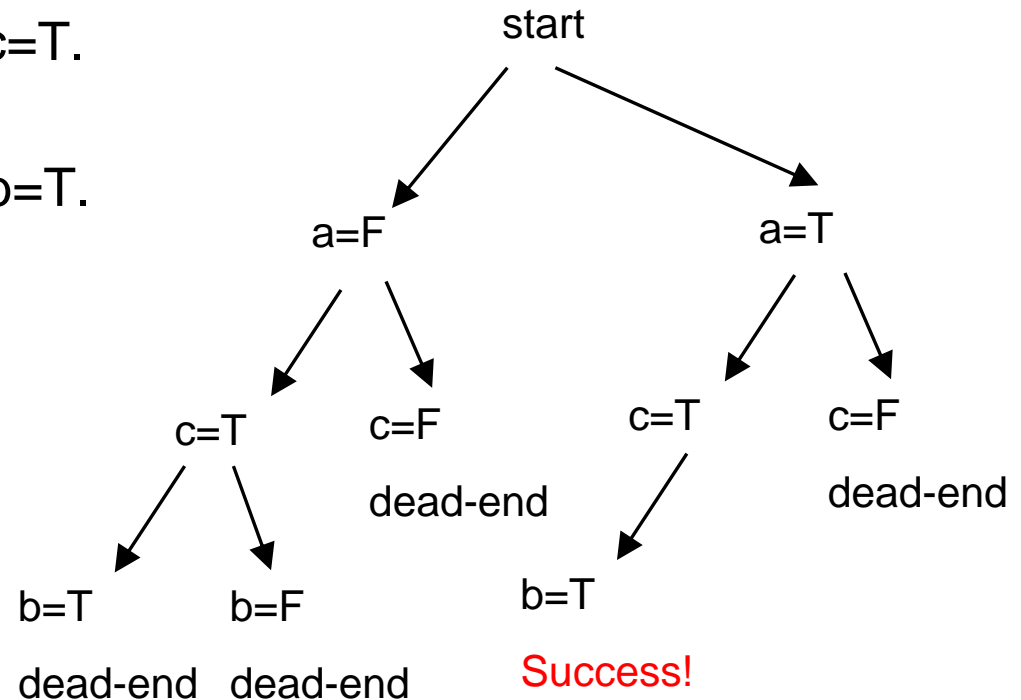 start
c=T.
b=T.
a=F
a=T
c=T
c=F
c=T
c=F
dead-end
dead-end
b=T
b=F
b=T
dead-end
dead-end
Success!